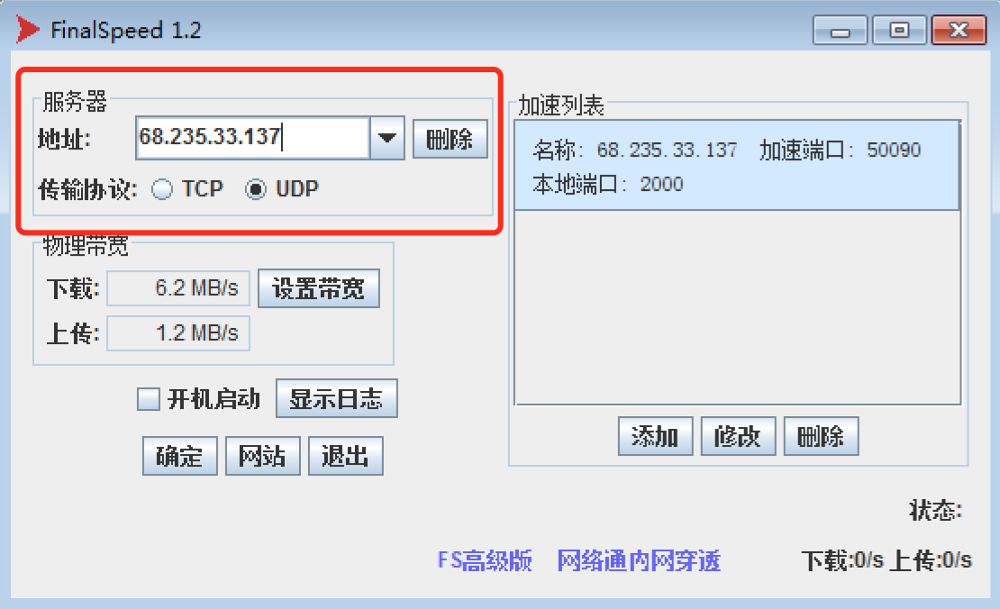 FinalSpeed 1.2
服务器
地址: 68.235.33.137 删除
传输协议: TCP UDP
物理带宽
下载: 6.2 MB/s 设置带宽
上传: 1.2 MB/s
开机启动 显示日志
确定 网站 退出
加速列表
名称: 68.235.33.137 加速端口: 50090
本地端口: 2000
添加 修改 删除
状态:
FS高级版 网络通内网穿透 下载:0/s 上传:0/s